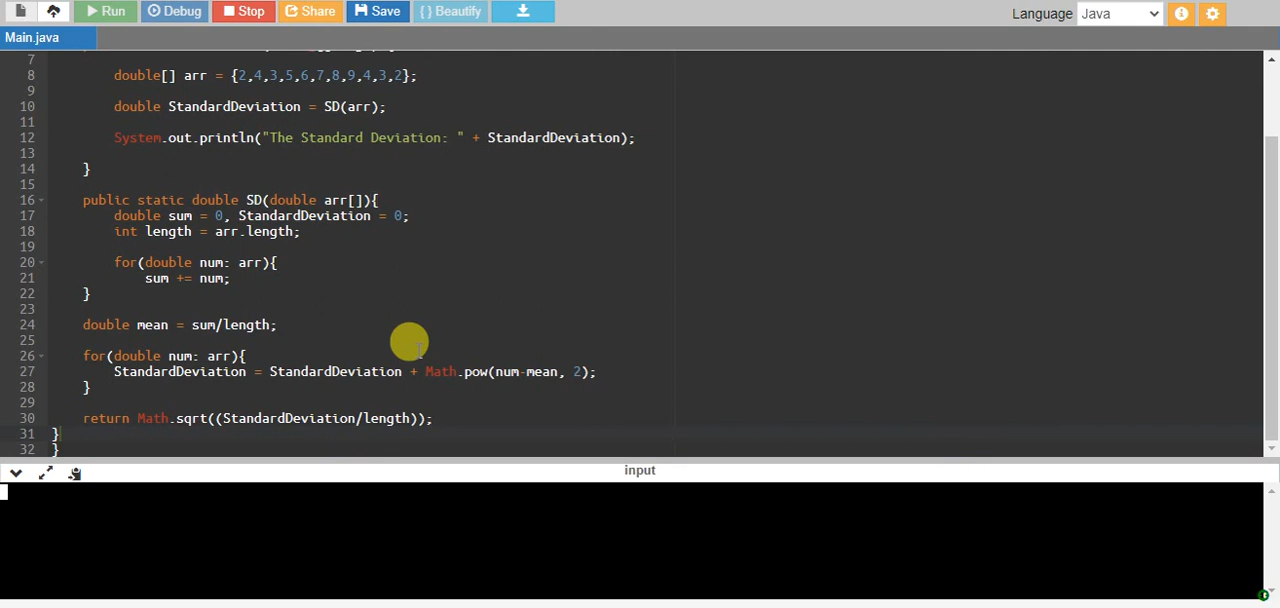 Run Debug Stop Share Save { } Beautify Language Java
Main.java
7
8 double[] arr = {2,4,3,5,6,7,8,9,4,3,2};
9
10 double StandardDeviation = SD(arr);
11
12 System.out.println("The Standard Deviation: " + StandardDeviation);
13
14 }
15
16 public static double SD(double arr[]){
17 double sum = 0, StandardDeviation = 0;
18 int length = arr.length;
19
20 for(double num: arr){
21 sum += num;
22 }
23
24 double mean = sum/length;
25
26 for(double num: arr){
27 StandardDeviation = StandardDeviation + Math.pow(num-mean, 2);
28 }
29
30 return Math.sqrt((StandardDeviation/length));
31 }
32 }
input